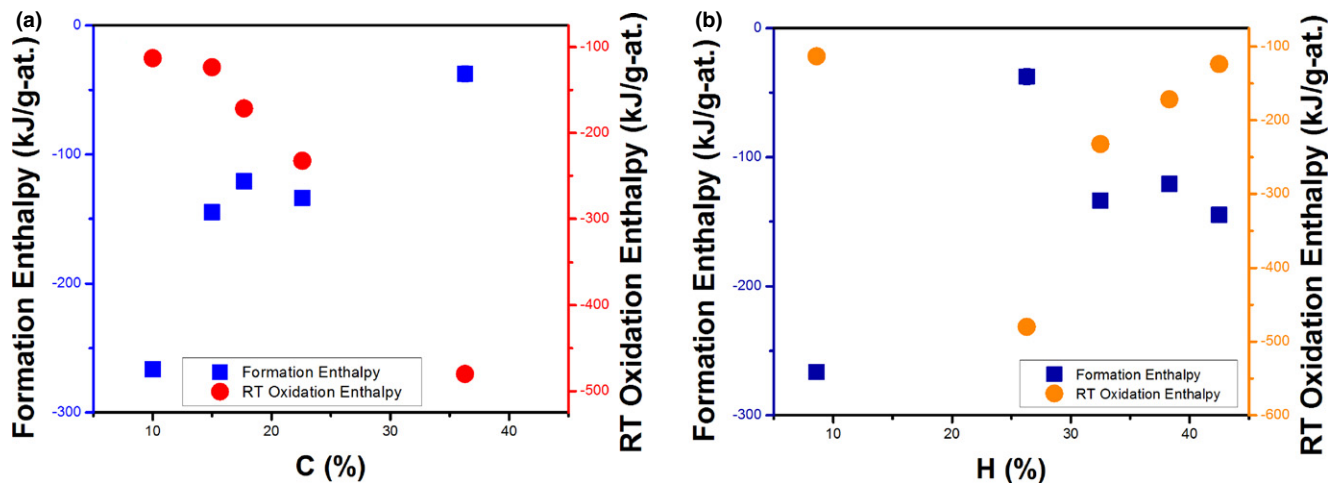 (a)
Formation Enthalpy (kJ/g-at.)
0
-100
-200
-300
10
20
30
40
C (%)
-100
-200
-300
-400
-500
RT Oxidation Enthalpy (kJ/g-at.)
Formation Enthalpy
RT Oxidation Enthalpy
(b)
Formation Enthalpy (kJ/g-at.)
0
-100
-200
-300
10
20
30
40
H (%)
-100
-200
-300
-400
-500
-600
RT Oxidation Enthalpy (kJ/g-at.)
Formation Enthalpy
RT Oxidation Enthalpy